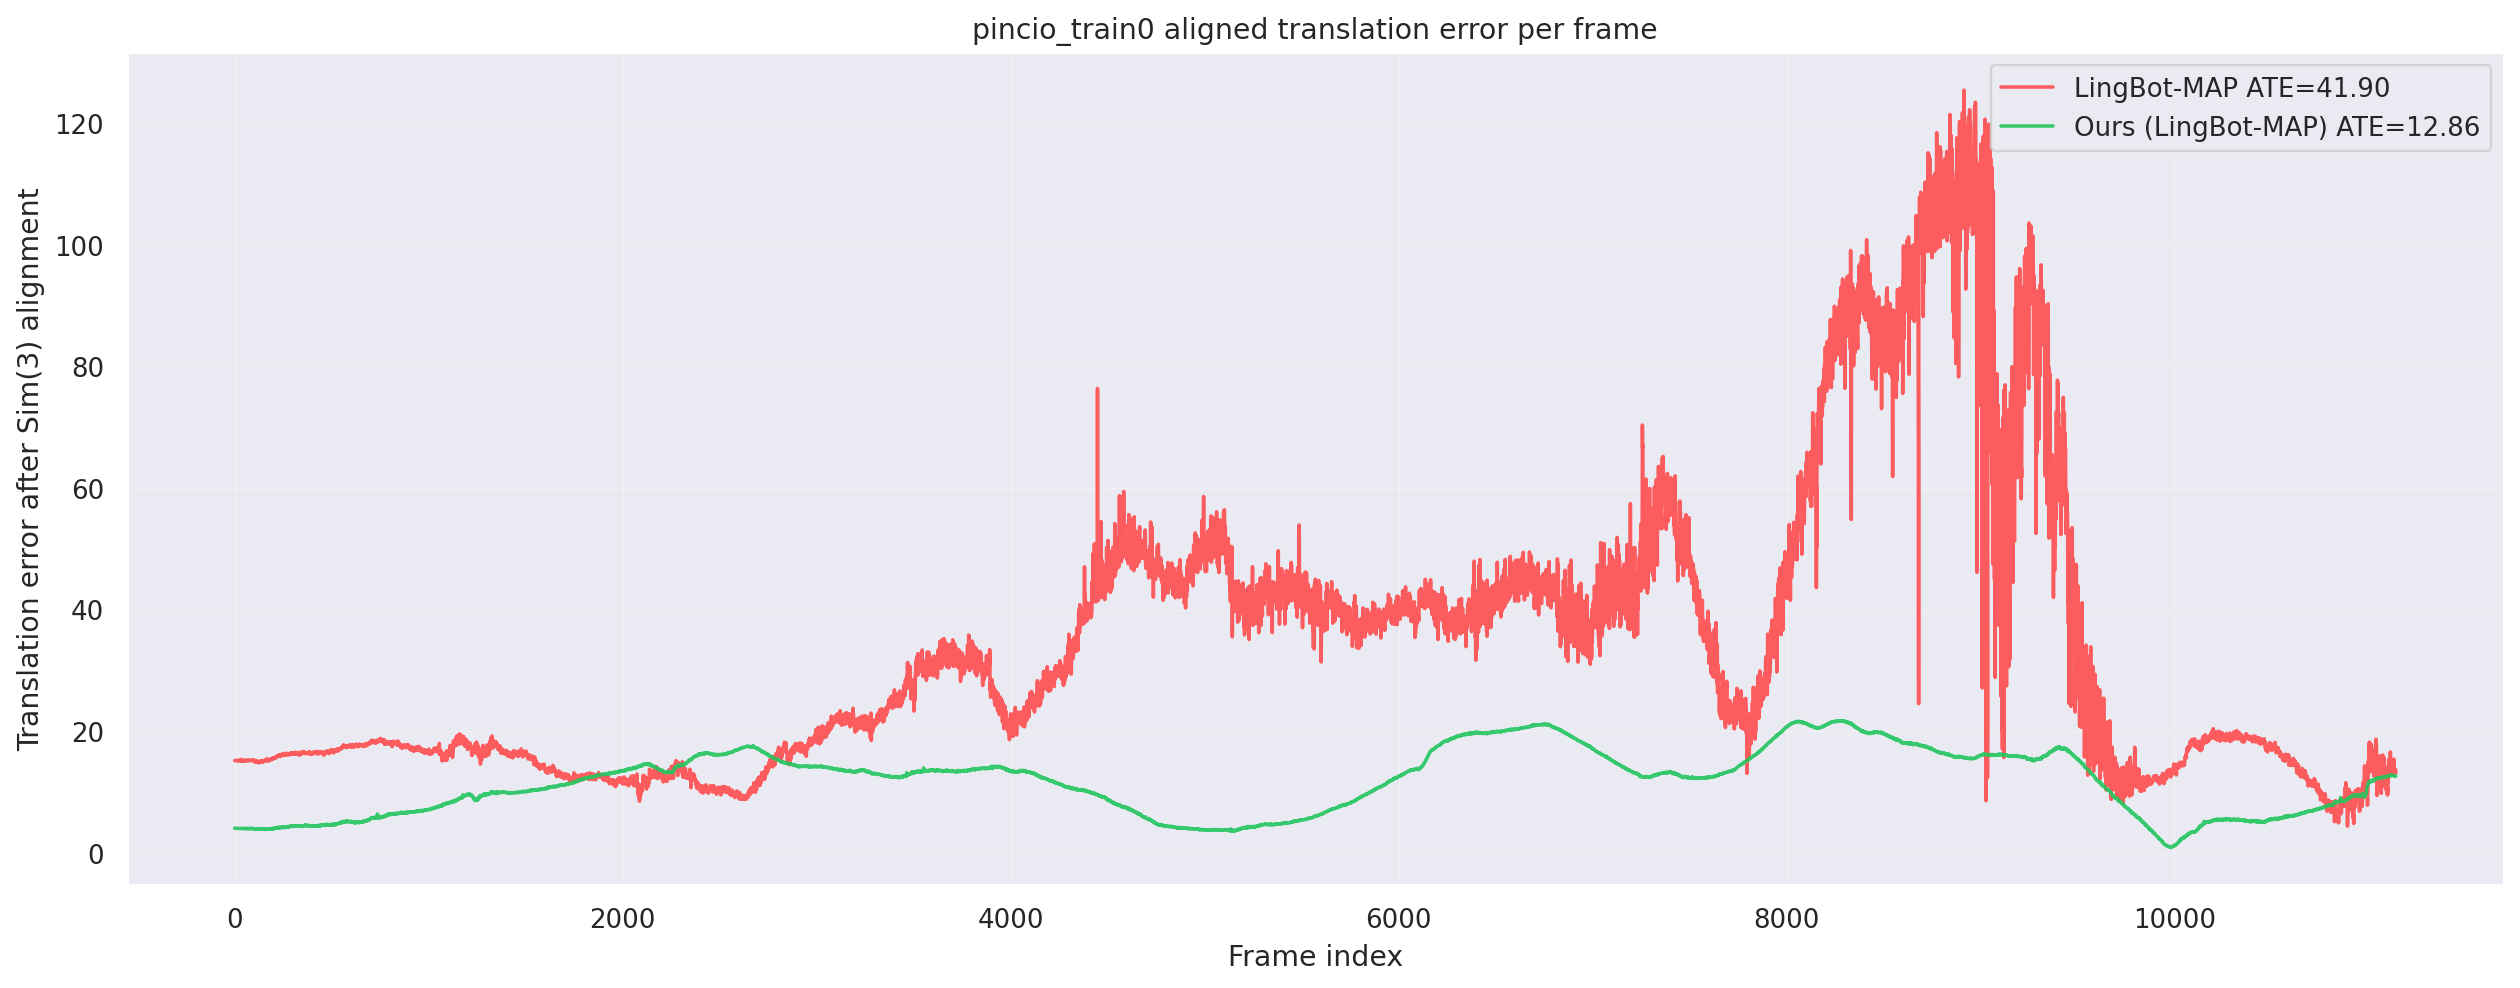 pincio_train0 aligned translation error per frame
LingBot-MAP ATE=41.90
Ours (LingBot-MAP) ATE=12.86
Translation error after Sim(3) alignment
120
100
80
60
40
20
0
0 2000 4000 6000 8000 10000
Frame index